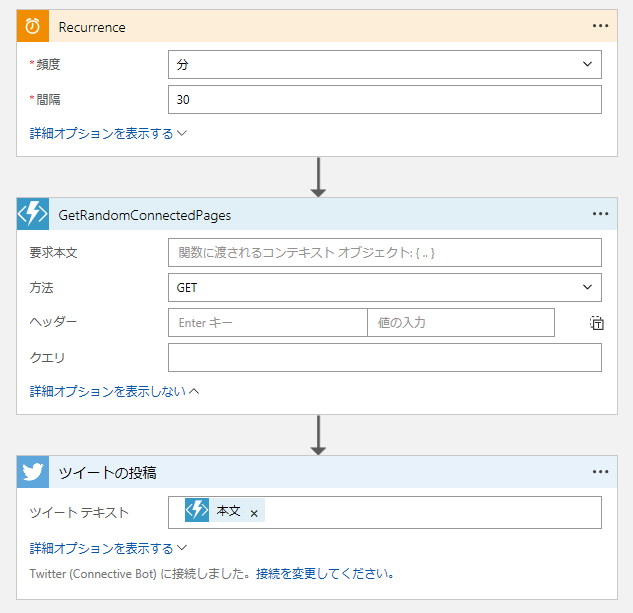 Recurrence
*頻度
分
*間隔
30
詳細オプションを表示する
GetRandomConnectedPages
要求本文
関数に渡されるコンテキスト オブジェクト: { .. }
方法
GET
ヘッダー
Enter キー
値の入力
クエリ
詳細オプションを表示しない
ツイートの投稿
ツイート テキスト
本文 ×
詳細オプションを表示する
Twitter (Connective Bot) に接続しました。接続を変更してください。